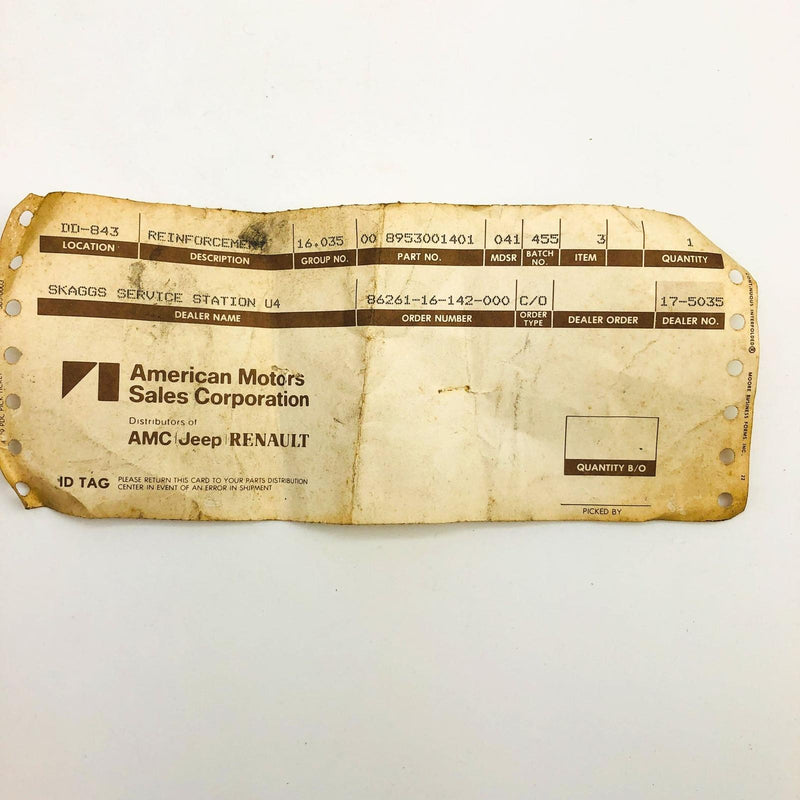 DD-843 REINFORCEMENT 16.035 00 8953001401 041 455 3 1
LOCATION DESCRIPTION GROUP NO. PART NO. MDSR BATCH NO. ITEM QUANTITY
SKAGGS SERVICE STATION U4 86261-16-142-000 C/O 17-5035
DEALER NAME ORDER NUMBER ORDER TYPE DEALER ORDER DEALER NO.
American Motors
Sales Corporation
Distributors of
AMC Jeep RENAULT
QUANTITY B/O
ID TAG PLEASE RETURN THIS CARD TO YOUR PARTS DISTRIBUTION
CENTER IN EVENT OF AN ERROR IN SHIPMENT
PICKED BY
INTERFOLDED MOORE BUSINESS FORMS, INC.